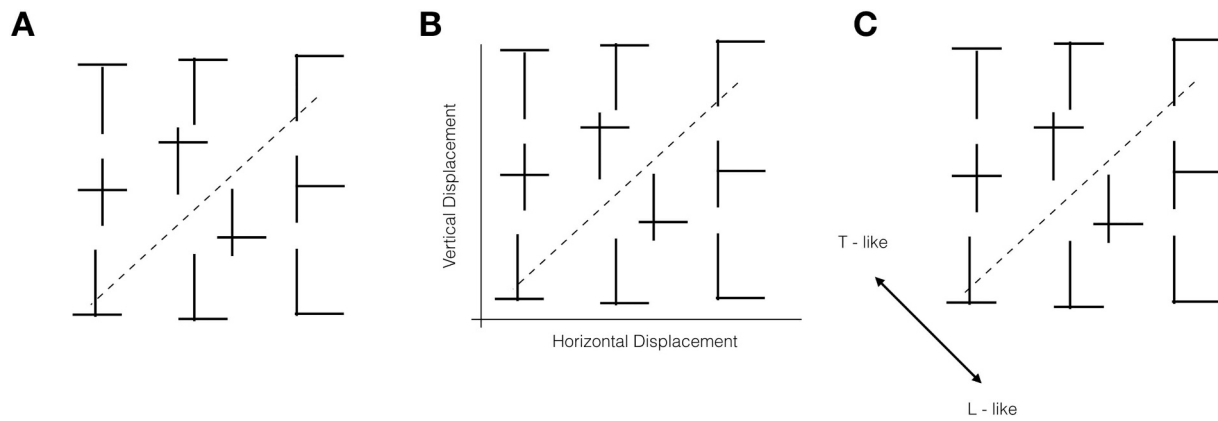 A
B
C
Vertical Displacement
Horizontal Displacement
T - like
L - like